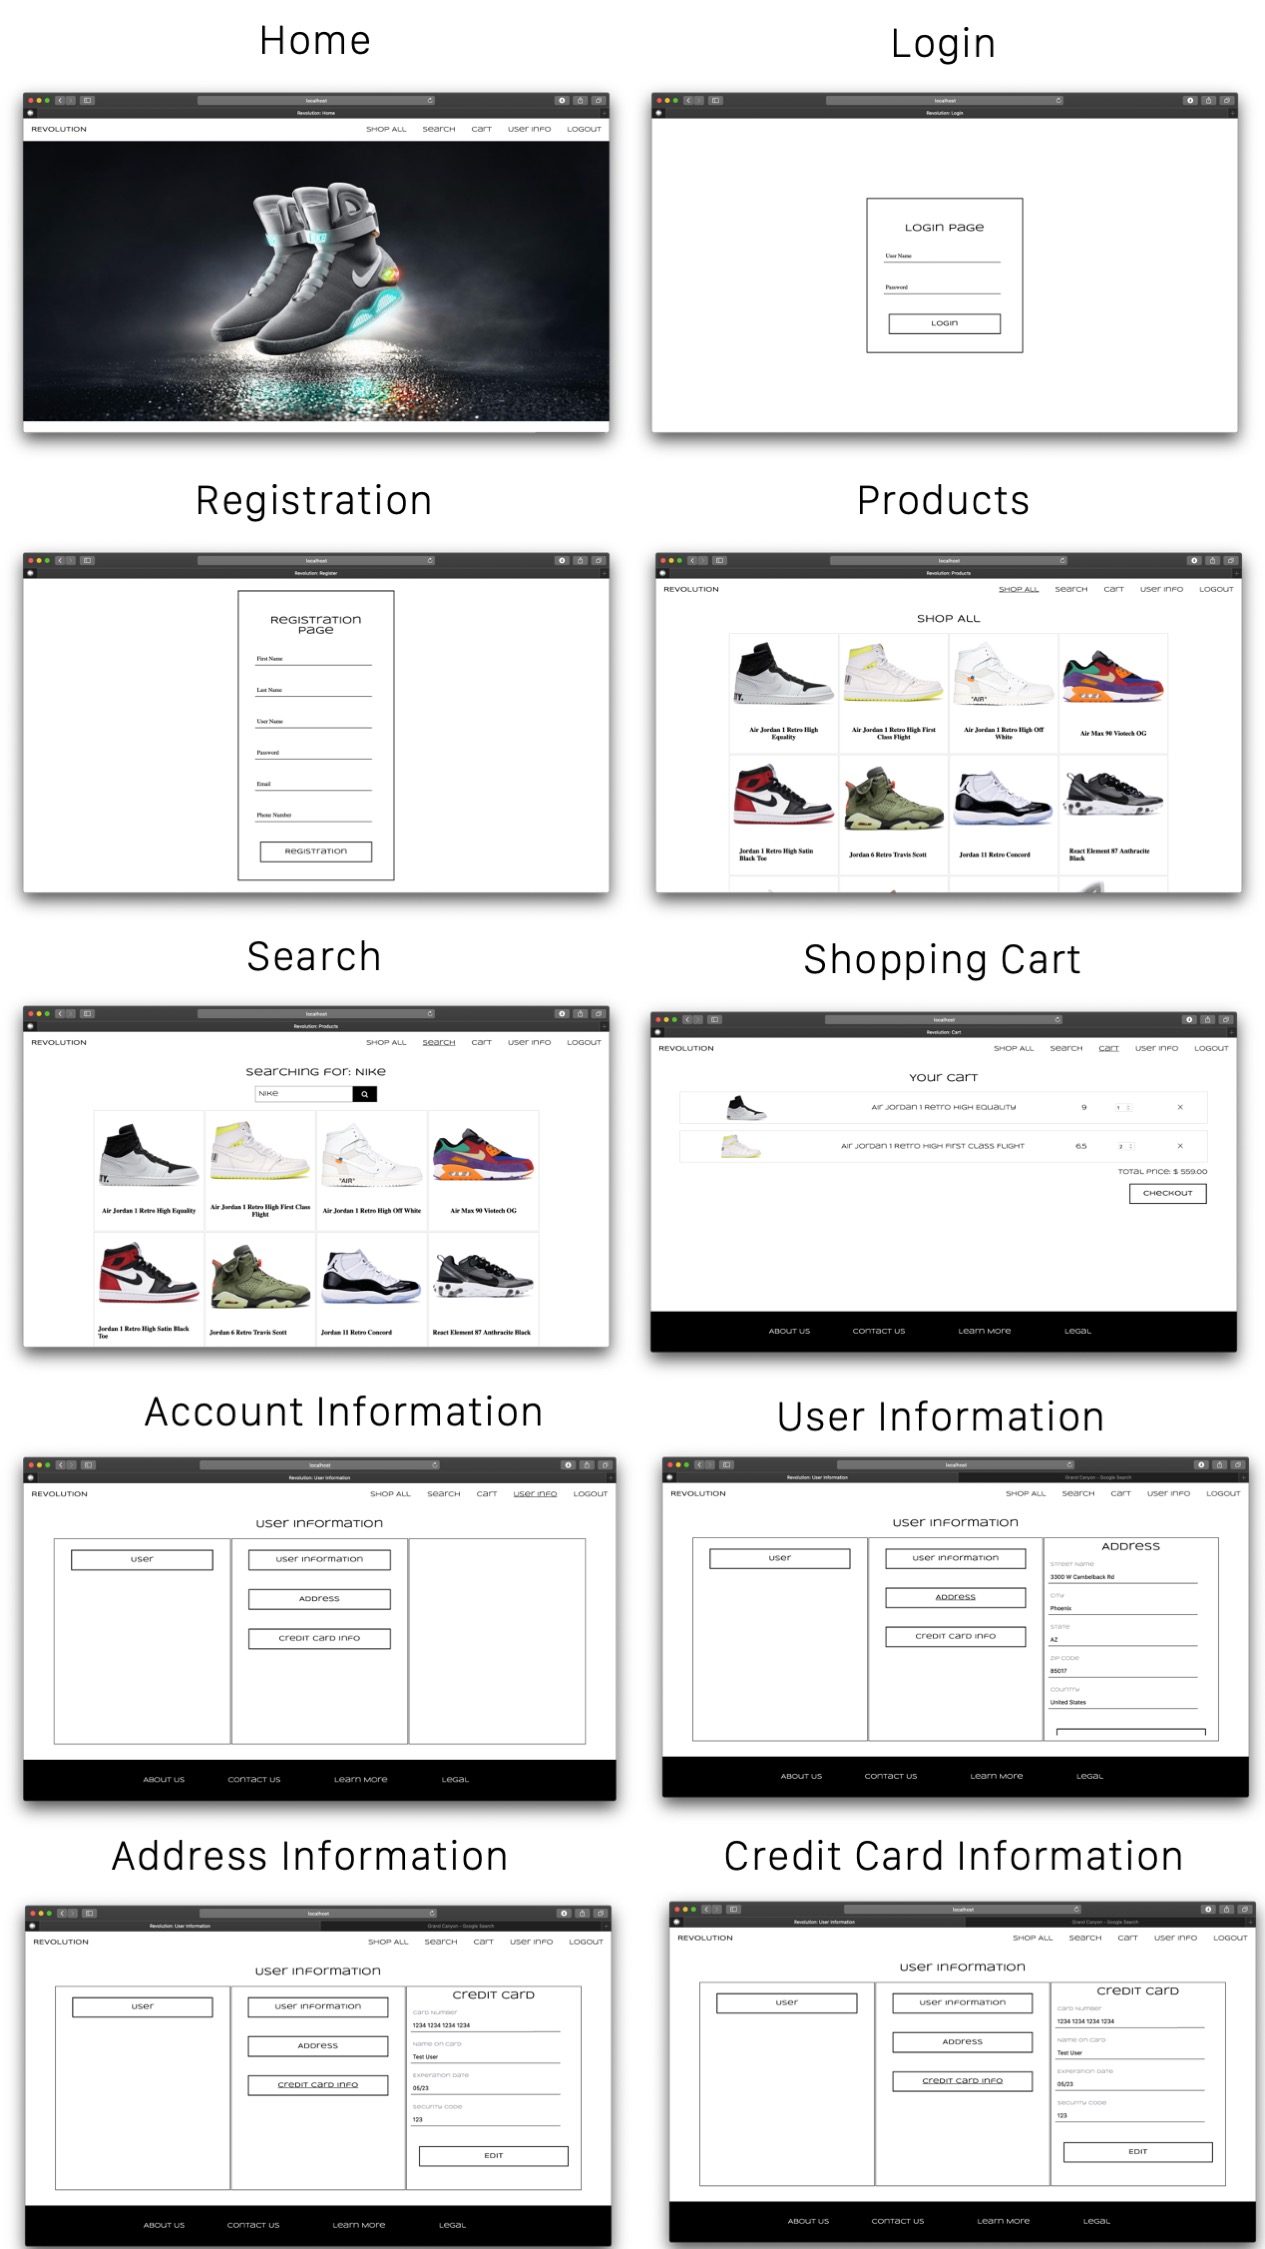 Home
Login
localhost
Revolution: Home
REVOLUTION SHOP ALL Search Cart User Info LOGOUT
localhost
Revolution: Login
Login Page
User Name
Password
Login
Registration
Products
localhost
Revolution: Register
Registration
Page
First Name
Last Name
User Name
Password
Email
Phone Number
Registration
localhost
Revolution: Products
REVOLUTION SHOP ALL Search Cart User Info LOGOUT
SHOP ALL
TY.
"AIR"
Air Jordan 1 Retro High
Equality
Air Jordan 1 Retro High First
Class Flight
Air Jordan 1 Retro High Off
White
Air Max 90 Viotech OG
Jordan 1 Retro High Satin
Black Toe
Jordan 6 Retro Travis Scott
Jordan 11 Retro Concord
React Element 87 Anthracite
Black
Search
Shopping Cart
localhost
Revolution: Products
REVOLUTION SHOP ALL Search Cart User Info LOGOUT
Searching For: Nike
Nike
TY.
"AIR"
Air Jordan 1 Retro High Equality
Air Jordan 1 Retro High First Class
Flight
Air Jordan 1 Retro High Off White
Air Max 90 Viotech OG
Jordan 1 Retro High Satin Black
Toe
Jordan 6 Retro Travis Scott
Jordan 11 Retro Concord
React Element 87 Anthracite Black
localhost
Revolution: Cart
REVOLUTION SHOP ALL Search Cart User Info LOGOUT
Your Cart
Air Jordan 1 Retro High Equality 9 1 ×
Air Jordan 1 Retro High First Class Flight 6.5 2 ×
Total Price: $ 559.00
Checkout
About Us Contact Us Learn More Legal
Account Information
User Information
localhost
Revolution: User Information
REVOLUTION SHOP ALL Search Cart User Info LOGOUT
User Information
User
User Information
Address
Credit Card Info
About Us Contact Us Learn More Legal
localhost
Revolution: User Information Grand Canyon - Google Search
REVOLUTION SHOP ALL Search Cart User Info LOGOUT
User Information
User
User Information
Address
Credit Card Info
Address
Street Name
3300 W Cambelback Rd
City
Phoenix
State
AZ
Zip Code
85017
Country
United States
About Us Contact Us Learn More Legal
Address Information
Credit Card Information
localhost
Revolution: User Information Grand Canyon - Google Search
REVOLUTION SHOP ALL Search Cart User Info LOGOUT
User Information
User
User Information
Address
Credit Card Info
Credit Card
Card Number
1234 1234 1234 1234
Name on Card
Test User
Experation Date
05/23
Security Code
123
EDIT
About Us Contact Us Learn More Legal
localhost
Revolution: User Information Grand Canyon - Google Search
REVOLUTION SHOP ALL Search Cart User Info LOGOUT
User Information
User
User Information
Address
Credit Card Info
Credit Card
Card Number
1234 1234 1234 1234
Name on Card
Test User
Experation Date
05/23
Security Code
123
EDIT
About Us Contact Us Learn More Legal